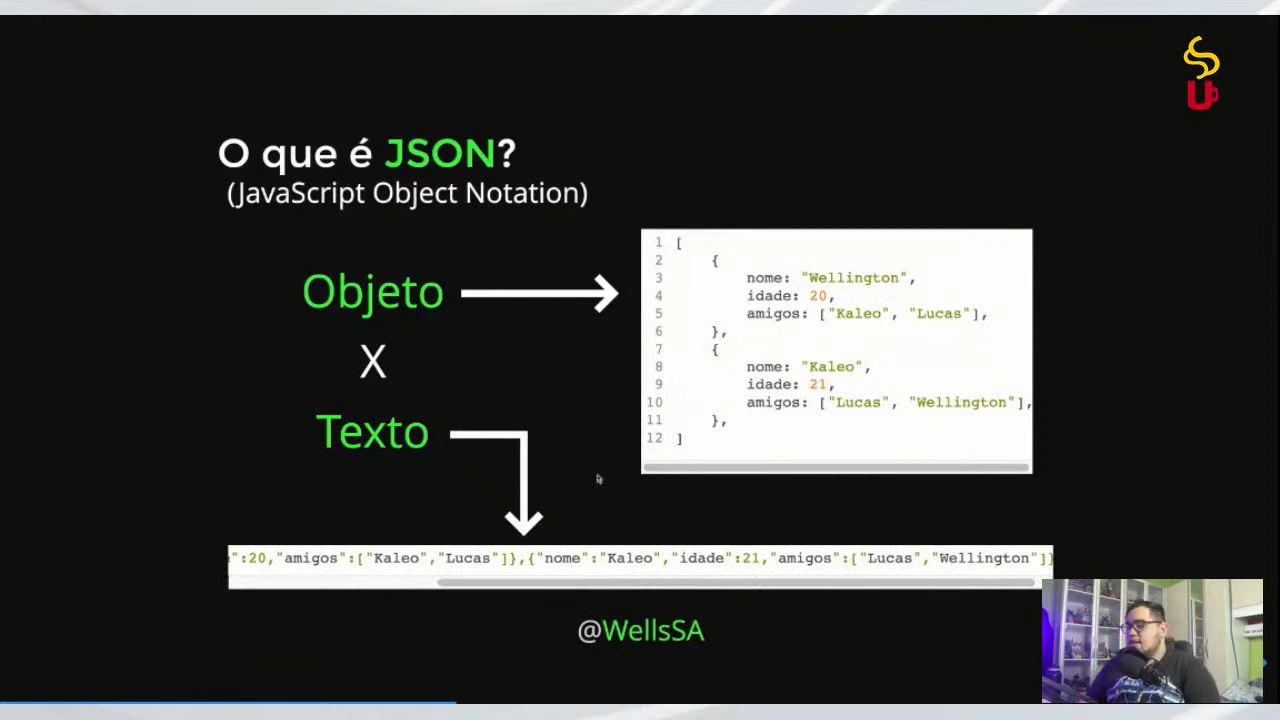 O que é JSON?
(JavaScript Object Notation)
Objeto
X
Texto
1 [
2 {
3 nome: "Wellington",
4 idade: 20,
5 amigos: ["Kaleo", "Lucas"],
6 },
7 {
8 nome: "Kaleo",
9 idade: 21,
10 amigos: ["Lucas", "Wellington"],
11 },
12 ]
":20,"amigos":["Kaleo","Lucas"]},{"nome":"Kaleo","idade":21,"amigos":["Lucas","Wellington"]}
@WellsSA